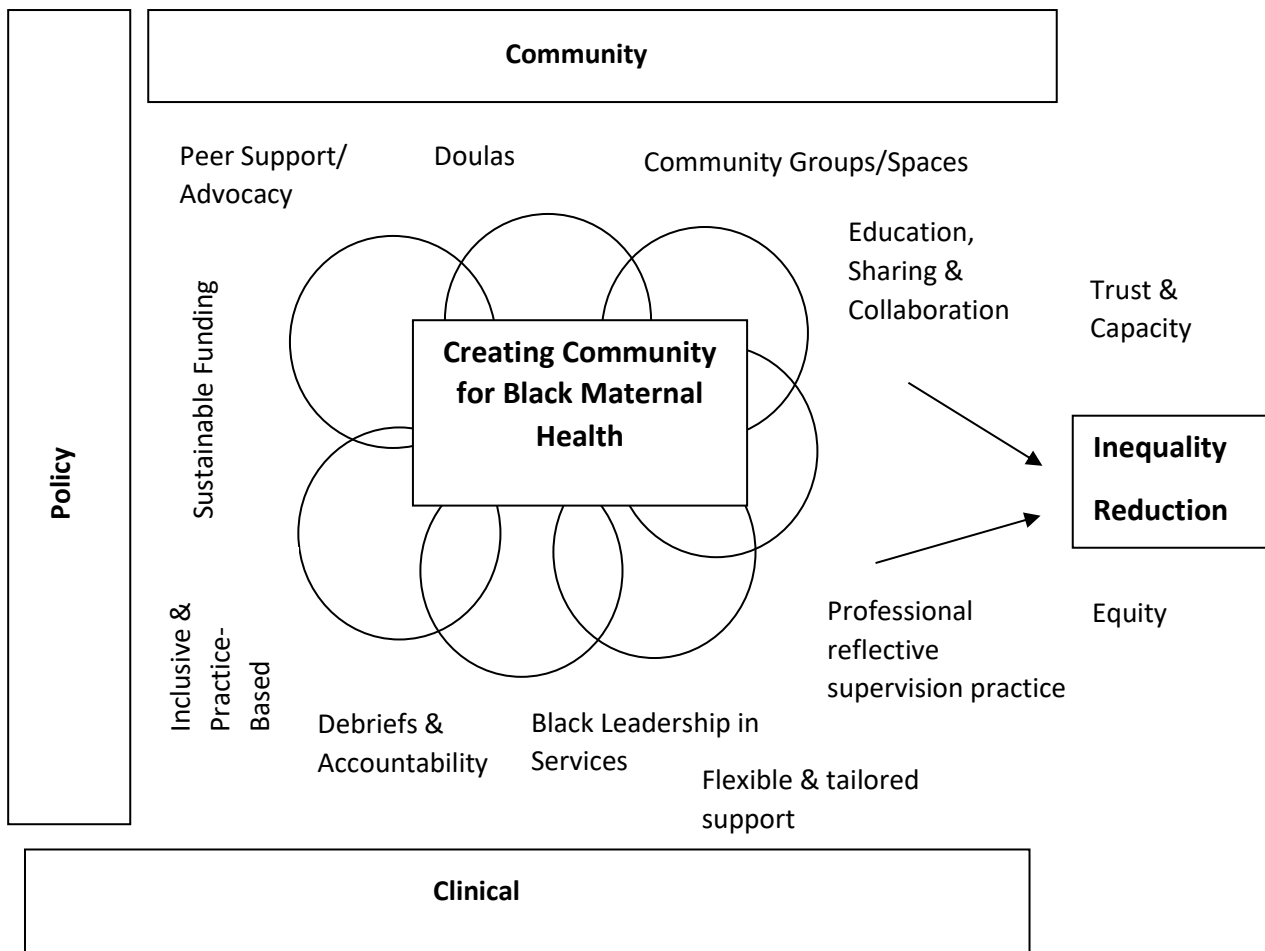 Community
Peer Support/
Advocacy
Doulas
Community Groups/Spaces
Education,
Sharing &
Collaboration
Trust &
Capacity
Policy
Sustainable Funding
Creating Community
for Black Maternal
Health
Inequality
Reduction
Inclusive &
Practice-
Based
Professional
reflective
supervision practice
Equity
Debriefs &
Accountability
Black Leadership in
Services
Flexible & tailored
support
Clinical